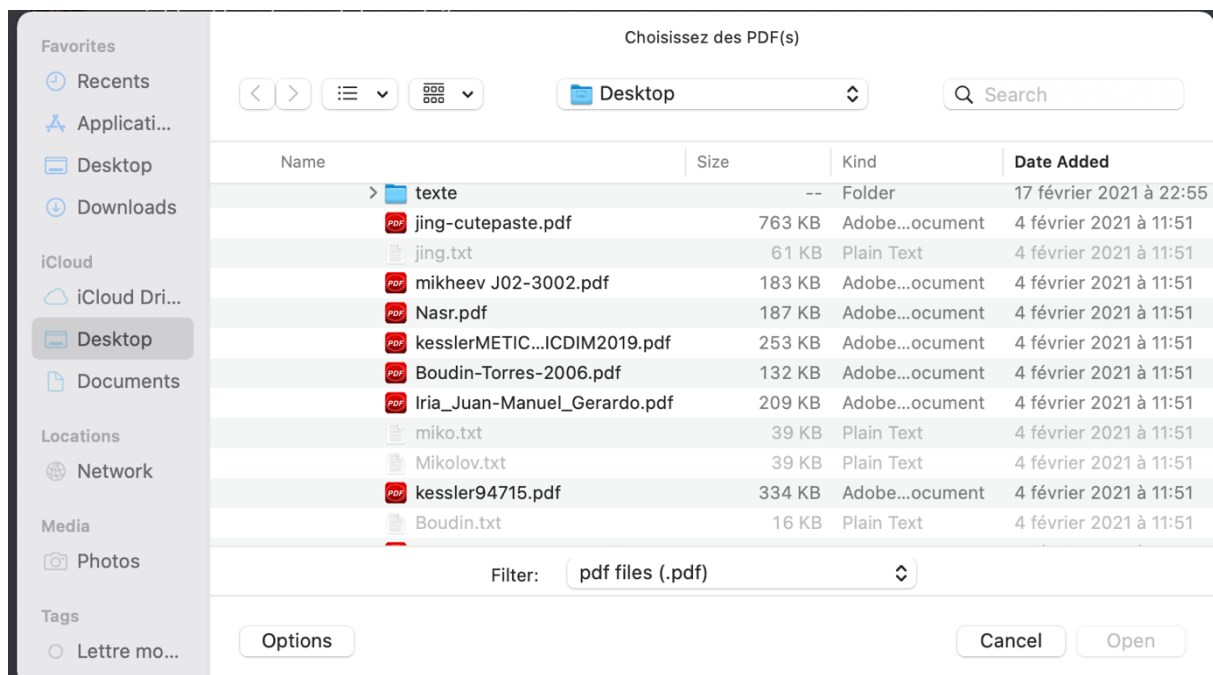 Choisissez des PDF(s)
Favorites
Recents
Applicati...
Desktop
Downloads
iCloud
iCloud Dri...
Desktop
Documents
Locations
Network
Media
Photos
Tags
Lettre mo...
Desktop
Search
Name Size Kind Date Added
texte -- Folder 17 février 2021 à 22:55
PDF jing-cutepaste.pdf 763 KB Adobe...ocument 4 février 2021 à 11:51
jing.txt 61 KB Plain Text 4 février 2021 à 11:51
PDF mikheev J02-3002.pdf 183 KB Adobe...ocument 4 février 2021 à 11:51
PDF Nasr.pdf 187 KB Adobe...ocument 4 février 2021 à 11:51
PDF kesslerMETIC...ICDIM2019.pdf 253 KB Adobe...ocument 4 février 2021 à 11:51
PDF Boudin-Torres-2006.pdf 132 KB Adobe...ocument 4 février 2021 à 11:51
PDF Iria_Juan-Manuel_Gerardo.pdf 209 KB Adobe...ocument 4 février 2021 à 11:51
miko.txt 39 KB Plain Text 4 février 2021 à 11:51
Mikolov.txt 39 KB Plain Text 4 février 2021 à 11:51
PDF kessler94715.pdf 334 KB Adobe...ocument 4 février 2021 à 11:51
Boudin.txt 16 KB Plain Text 4 février 2021 à 11:51
Filter: pdf files (.pdf)
Options Cancel Open